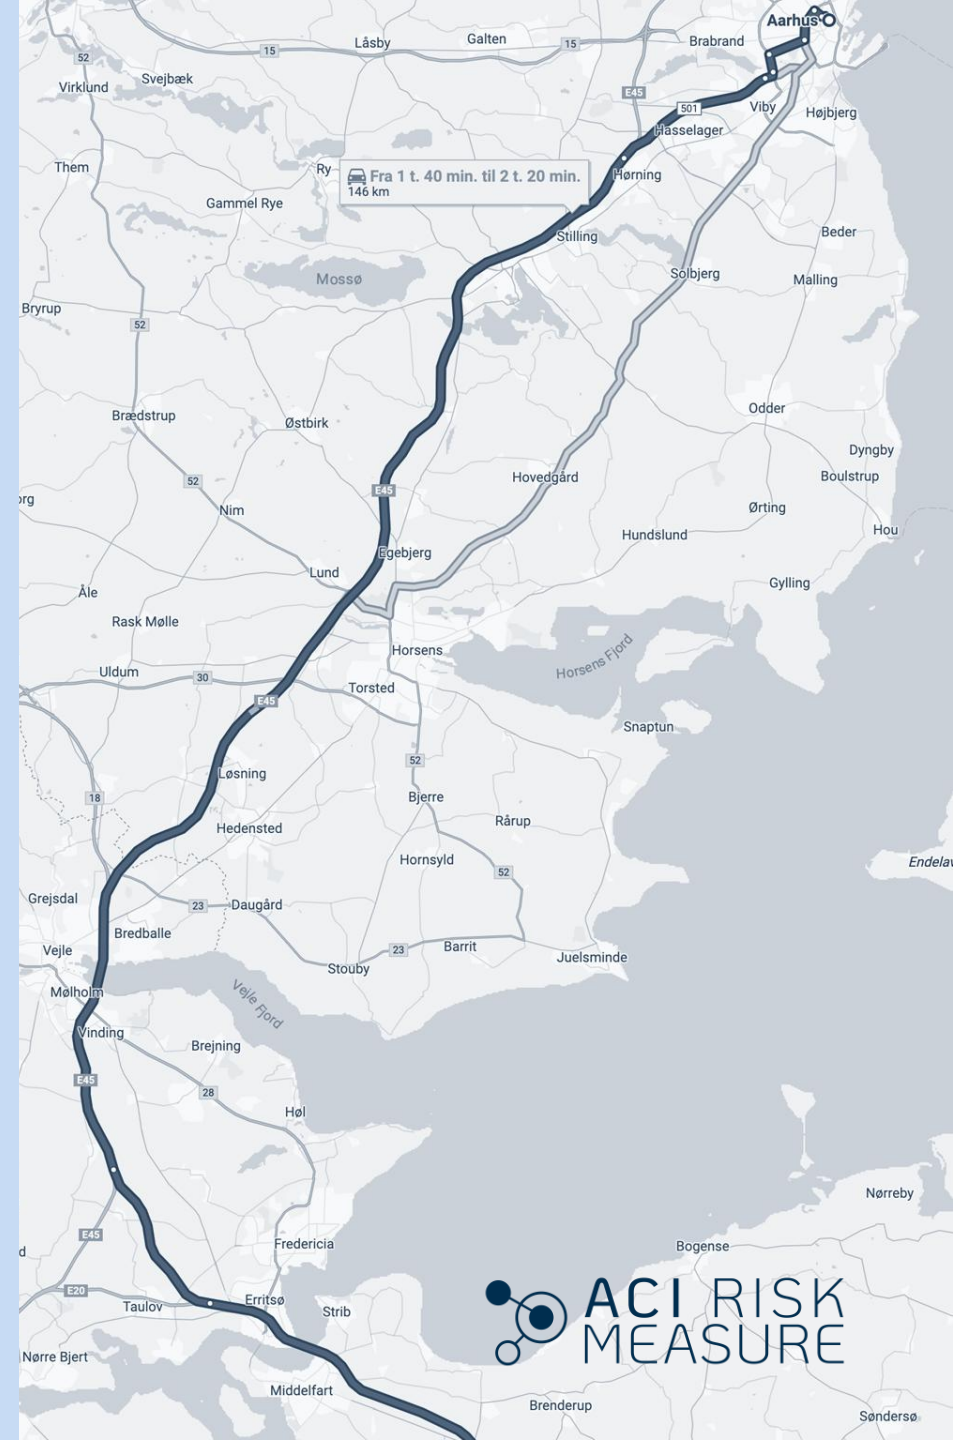 Aarhus
Låsby
Galten
Brabrand
15
15
52
Virklund
Svejbæk
E45
501
Viby
Højbjerg
Hasselager
Them
Ry
Fra 1 t. 40 min. til 2 t. 20 min.
146 km
Hørning
Gammel Rye
Stilling
Beder
Mossø
Solbjerg
Malling
Bryrup
52
Brædstrup
Østbirk
Odder
Dyngby
Hovedgård
Boulstrup
52
E45
org
Nim
Ørting
Hundslund
Hou
Egebjerg
Lund
Gylling
Åle
Rask Mølle
Horsens
Horsens Fjord
Uldum
30
Torsted
E45
Snaptun
52
Løsning
18
Bjerre
Hedensted
Rårup
Hornsyld
Endelav
52
Grejsdal
23
Daugård
Bredballe
Vejle
23
Barrit
Juelsminde
Stouby
Mølholm
Vejle Fjord
Vinding
Brejning
E45
28
Høl
Nørreby
E45
d
Fredericia
Bogense
E20
Taulov
Erritsø
Strib
ACI RISK
MEASURE
Nørre Bjert
Middelfart
Brenderup
Søndersø